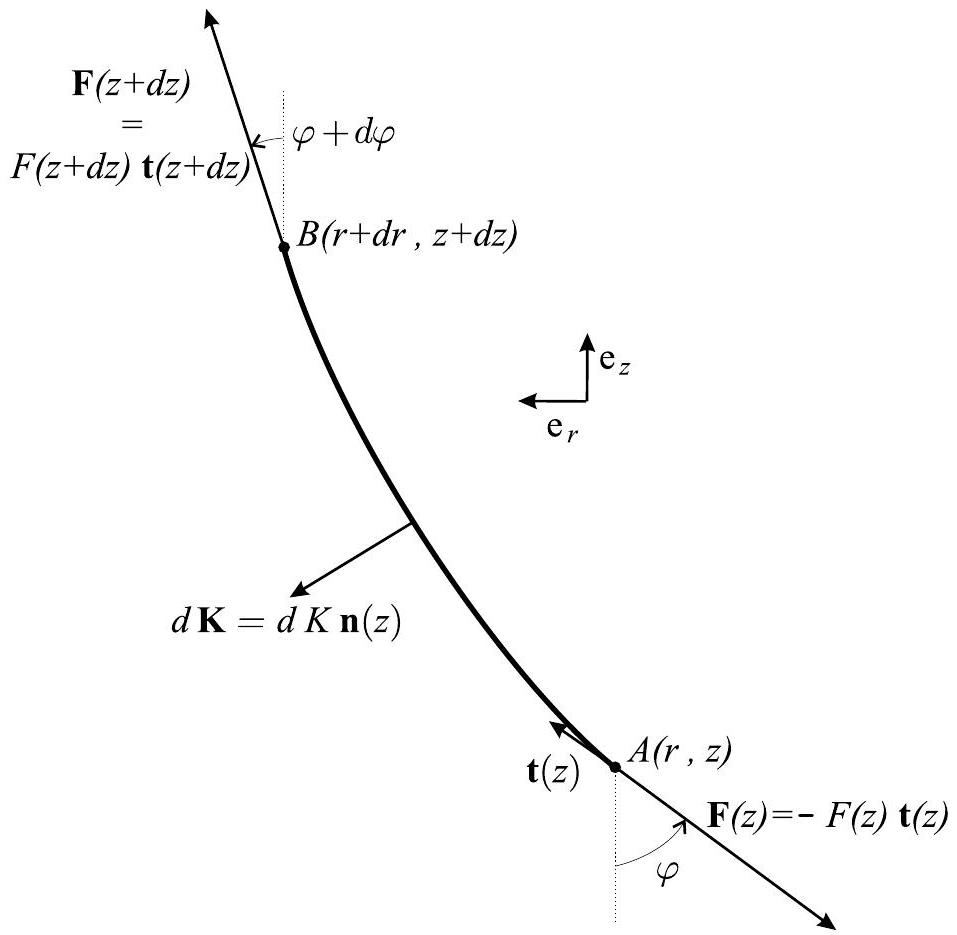 F(z+dz)
=
F(z+dz) t(z+dz)
φ + dφ
B(r+dr , z+dz)
e_z
e_r
d K = d K n(z)
A(r , z)
t(z)
F(z)=- F(z) t(z)
φ